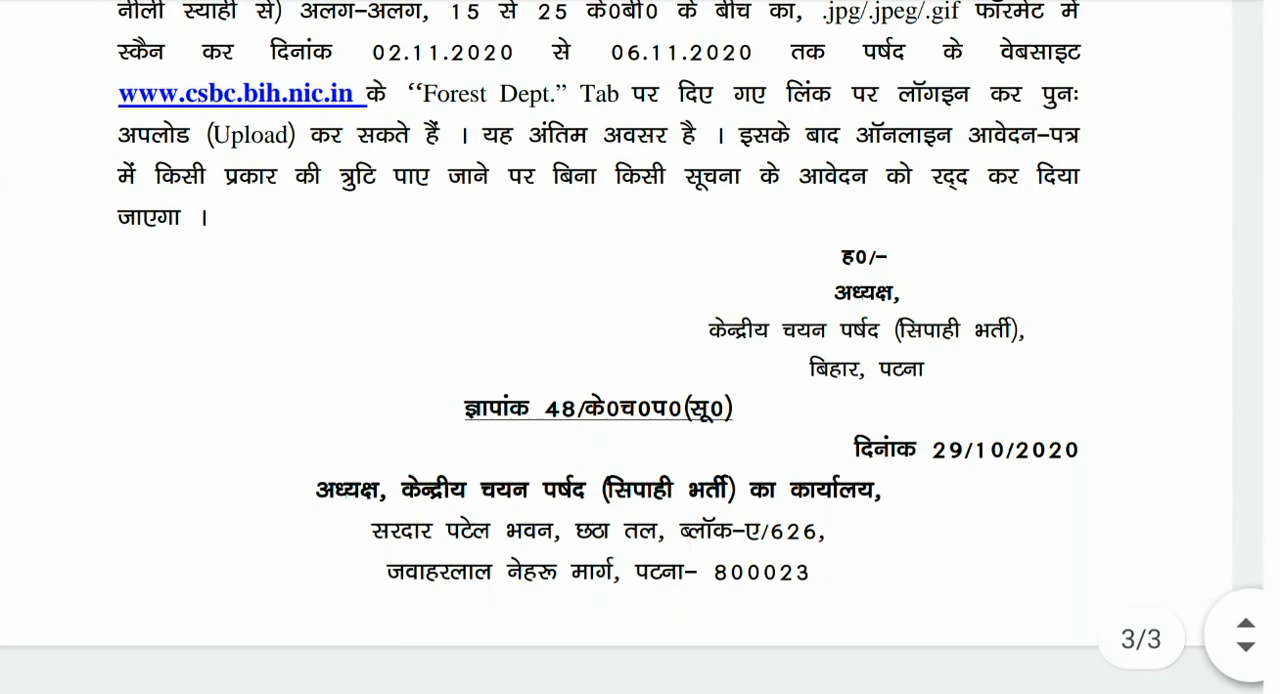 नीली स्याही से) अलग–अलग, 15 से 25 के0बी0 के बीच का, .jpg/.jpeg/.gif फॉरमेट में
स्कैन कर दिनांक 02.11.2020 से 06.11.2020 तक पर्षद के वेबसाइट
www.csbc.bih.nic.in के “Forest Dept.” Tab पर दिए गए लिंक पर लॉगइन कर पुनः
अपलोड (Upload) कर सकते हैं । यह अंतिम अवसर है । इसके बाद ऑनलाइन आवेदन–पत्र
में किसी प्रकार की त्रुटि पाए जाने पर बिना किसी सूचना के आवेदन को रद्द कर दिया
जाएगा ।
ह0/–
अध्यक्ष,
केन्द्रीय चयन पर्षद (सिपाही भर्ती),
बिहार, पटना
ज्ञापांक 48/के0च0प0(सू0)
दिनांक 29/10/2020
अध्यक्ष, केन्द्रीय चयन पर्षद (सिपाही भर्ती) का कार्यालय,
सरदार पटेल भवन, छठा तल, ब्लॉक–ए/626,
जवाहरलाल नेहरू मार्ग, पटना– 800023
3/3